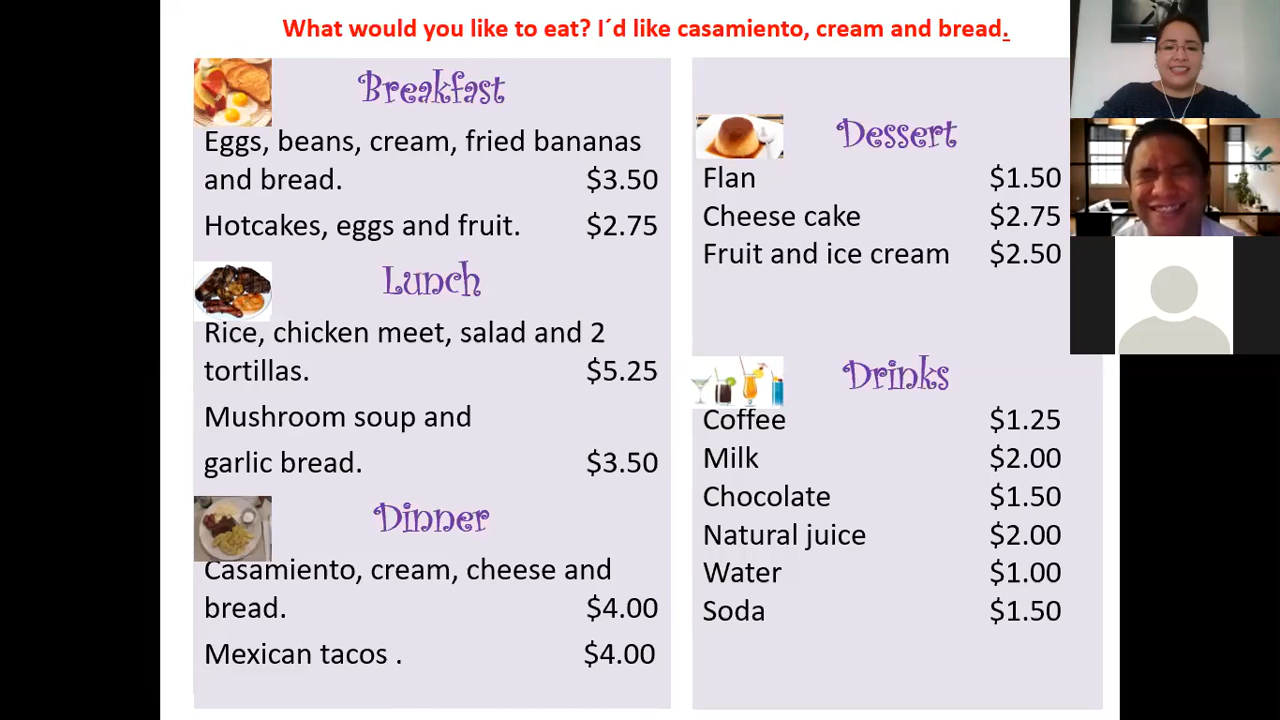 What would you like to eat? I´d like casamiento, cream and bread.
Breakfast
Eggs, beans, cream, fried bananas
and bread. $3.50
Hotcakes, eggs and fruit. $2.75
Lunch
Rice, chicken meet, salad and 2
tortillas. $5.25
Mushroom soup and
garlic bread. $3.50
Dinner
Casamiento, cream, cheese and
bread. $4.00
Mexican tacos . $4.00
Dessert
Flan $1.50
Cheese cake $2.75
Fruit and ice cream $2.50
Drinks
Coffee $1.25
Milk $2.00
Chocolate $1.50
Natural juice $2.00
Water $1.00
Soda $1.50